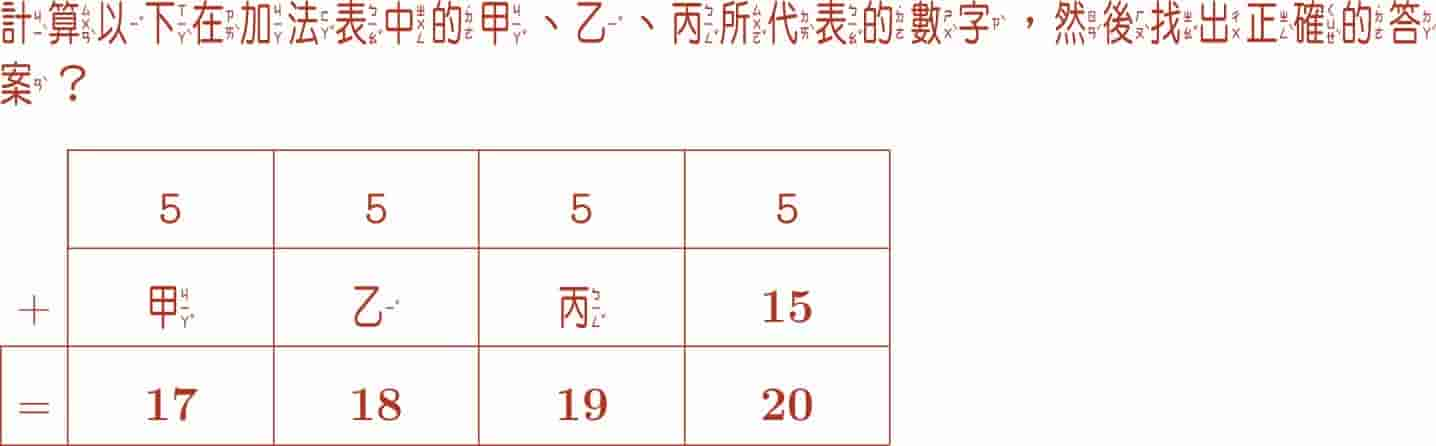 計算以下在加法表中的甲、乙、丙所代表的數字，然後找出正確的答
案？
5 5 5 5
+ 甲 乙 丙 15
= 17 18 19 20